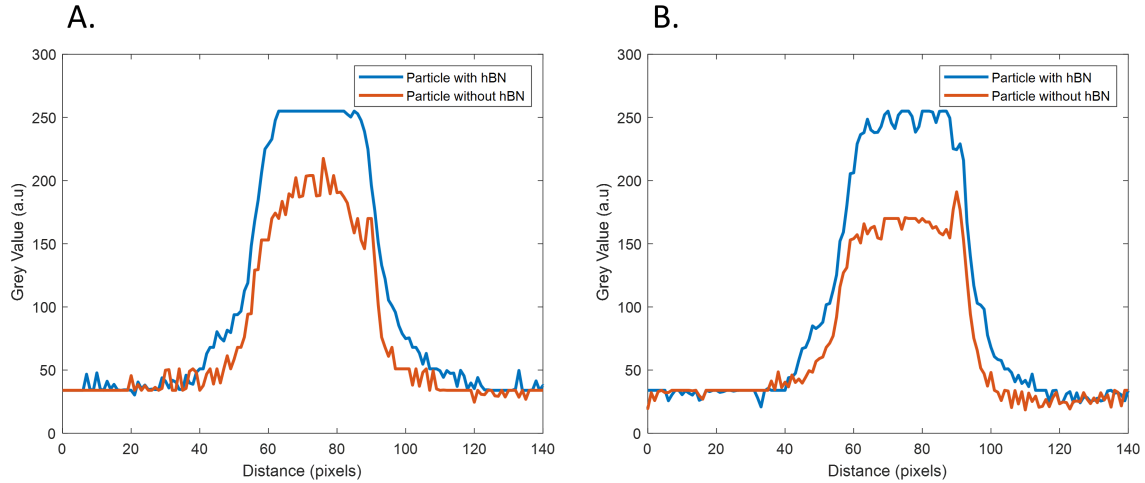 A.
300
250
200
150
100
50
0
0 20 40 60 80 100 120 140
Grey Value (a.u)
Distance (pixels)
Particle with hBN
Particle without hBN
B.
300
250
200
150
100
50
0
0 20 40 60 80 100 120 140
Grey Value (a.u)
Distance (pixels)
Particle with hBN
Particle without hBN